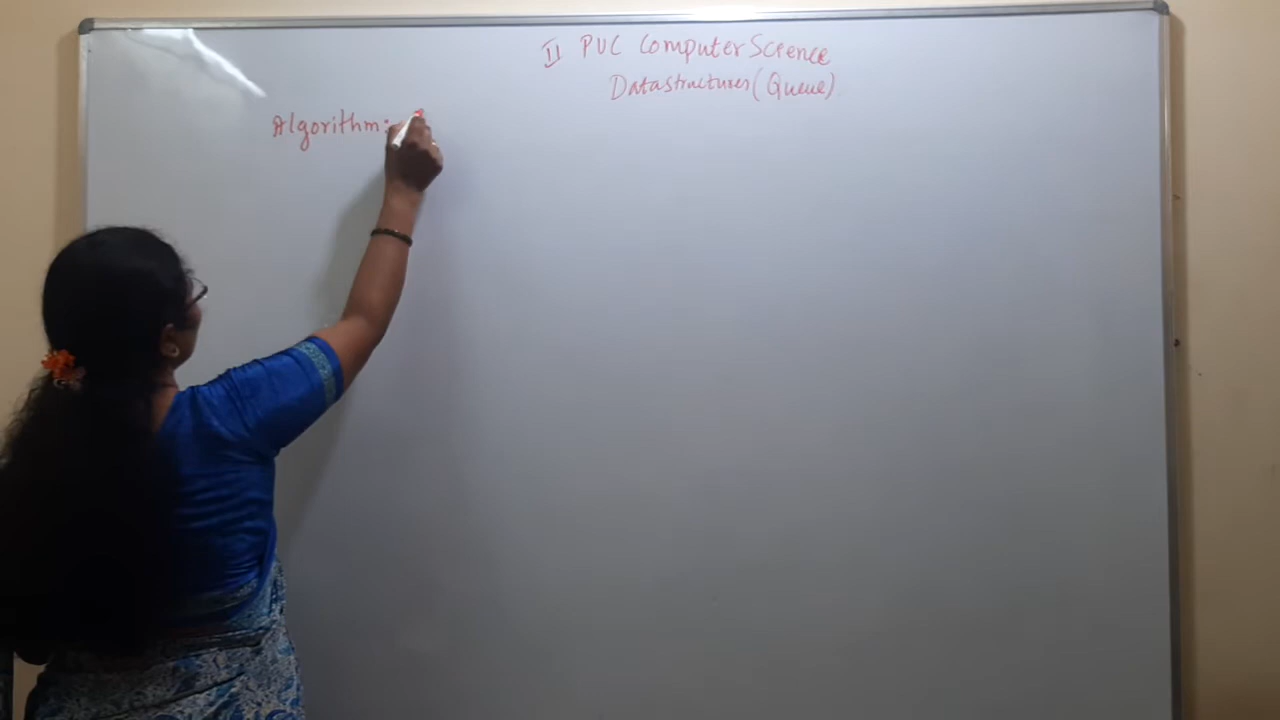 II PUC Computer Science
Datastructures (Queue)
Algorithm: